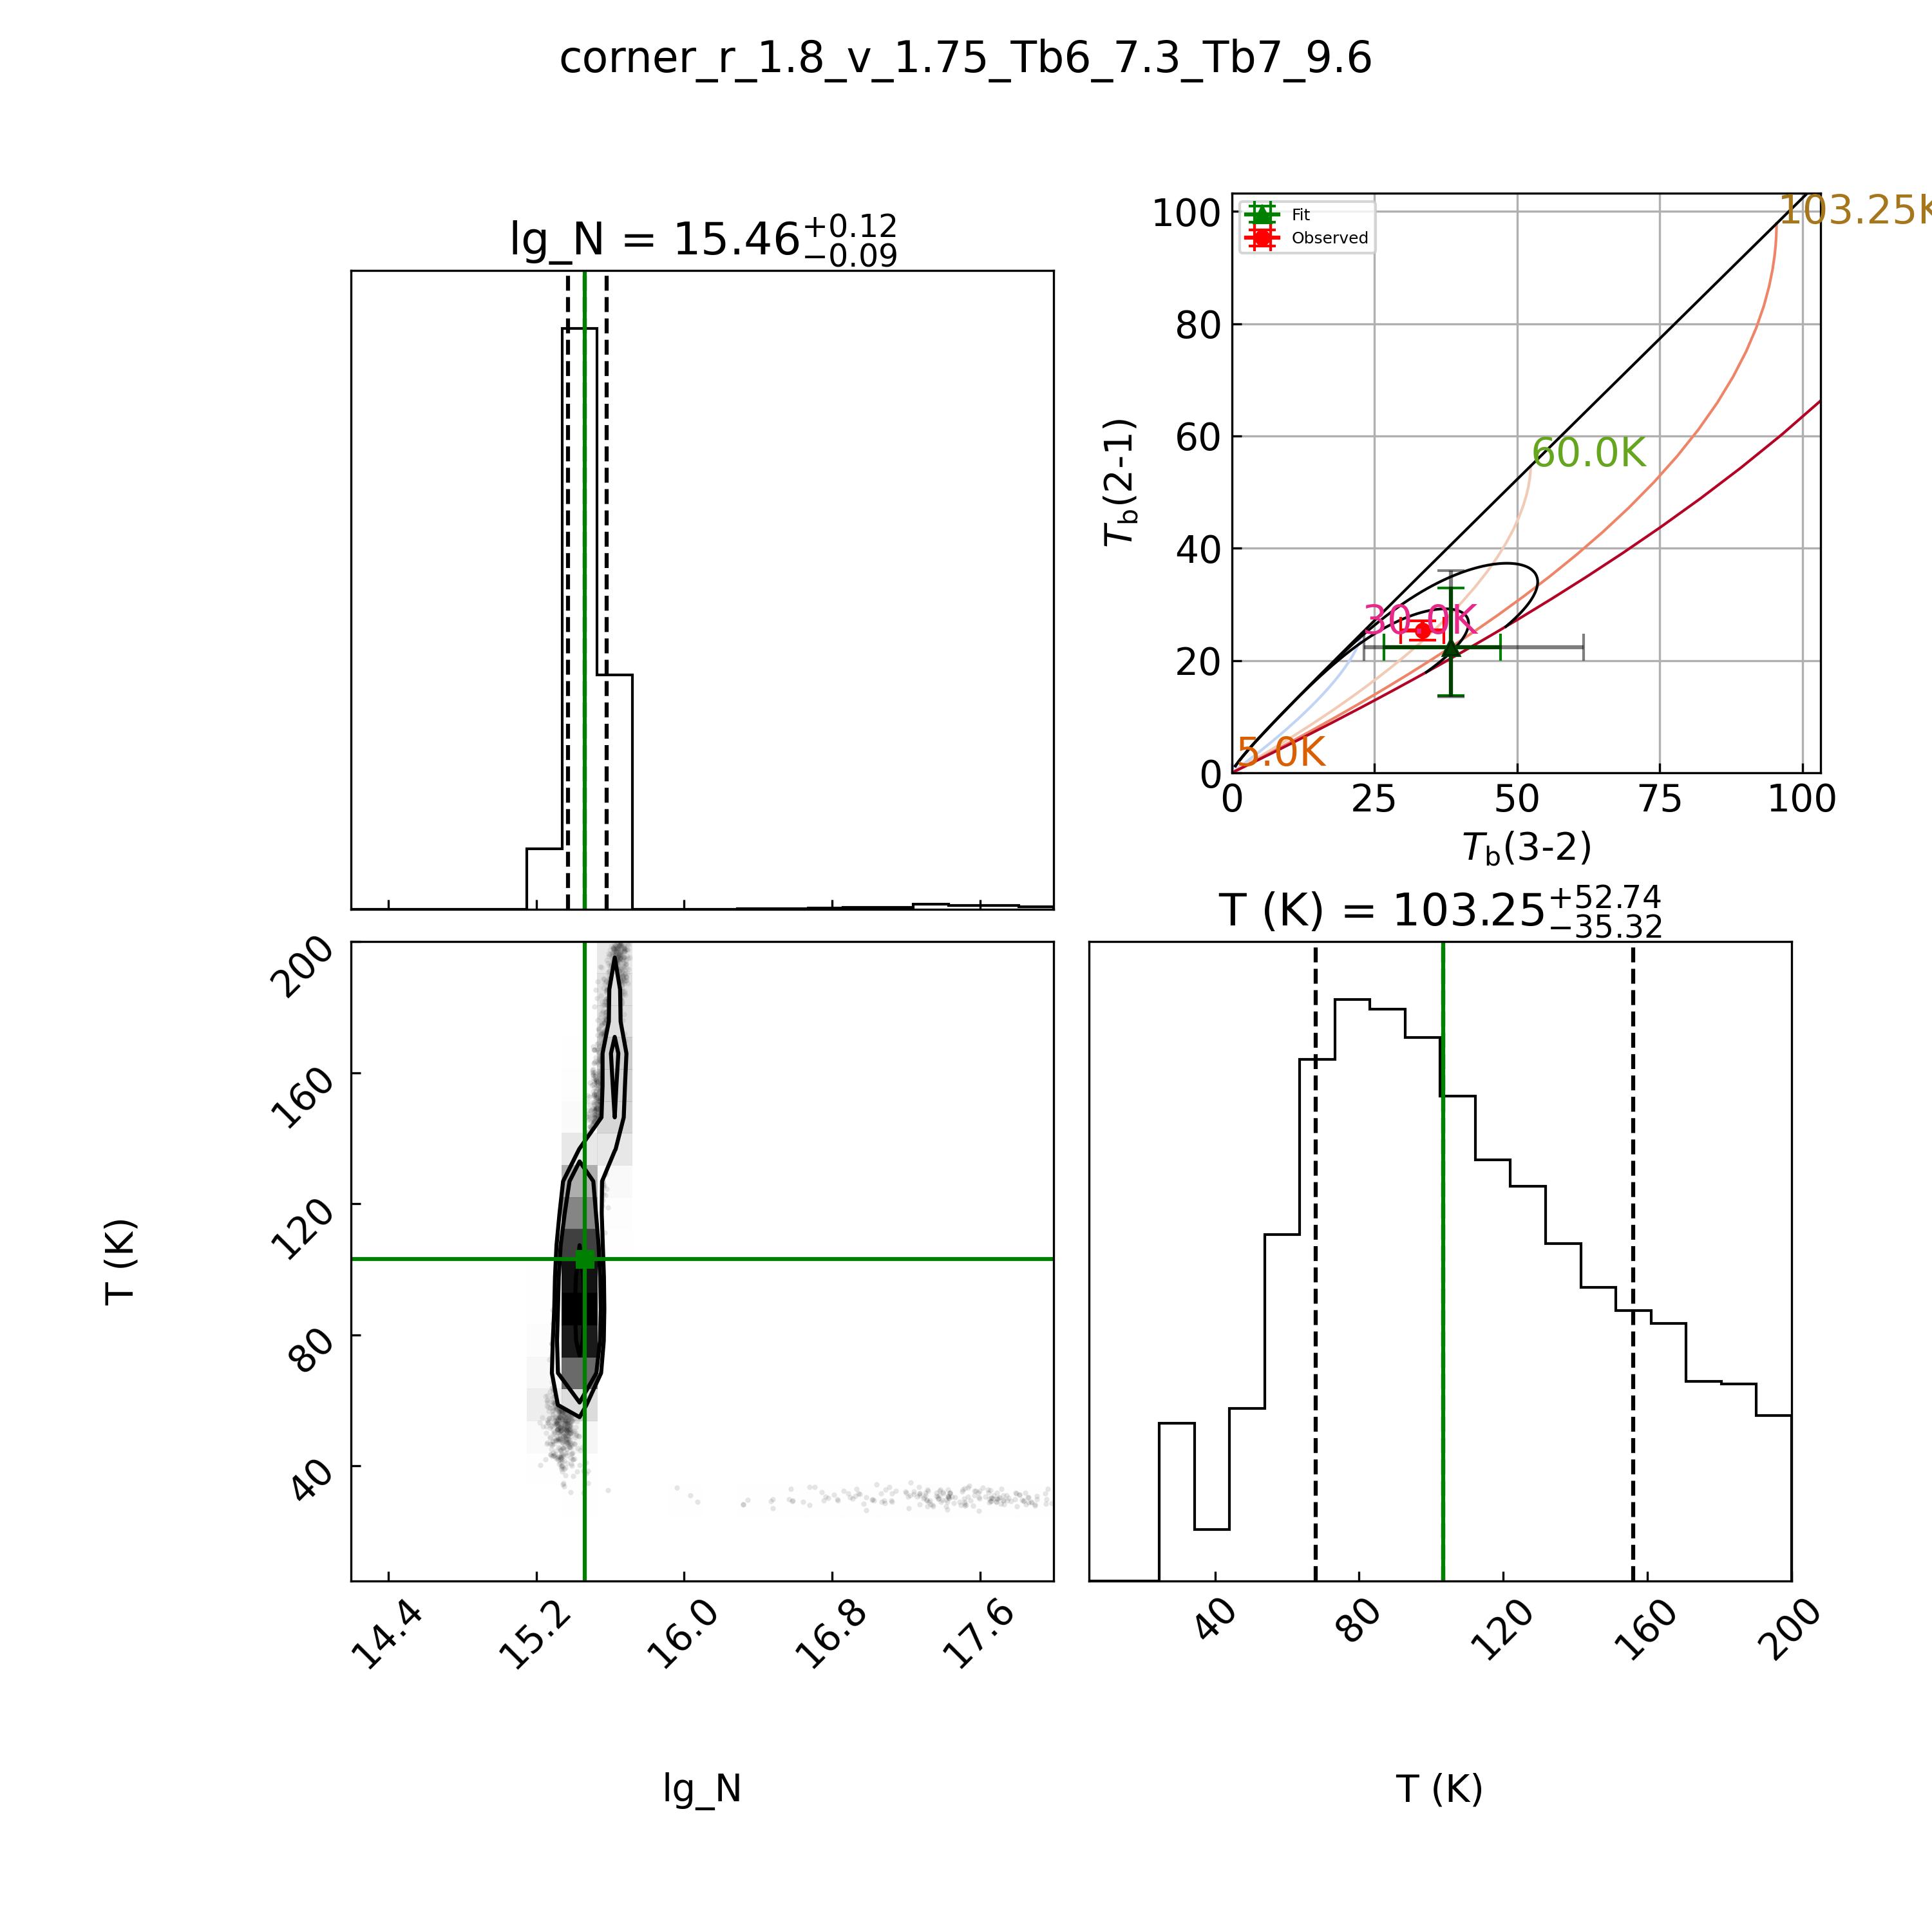 corner_r_1.8_v_1.75_Tb6_7.3_Tb7_9.6
lg_N = 15.46+0.12−0.09
100
80
60
40
20
0
0 25 50 75 100
Tb(2-1)
Tb(3-2)
Fit
Observed
103.25K
60.0K
30.0K
5.0K
T (K) = 103.25+52.74−35.32
200
160
120
80
40
T (K)
14.4 15.2 16.0 16.8 17.6
lg_N
40 80 120 160 200
T (K)